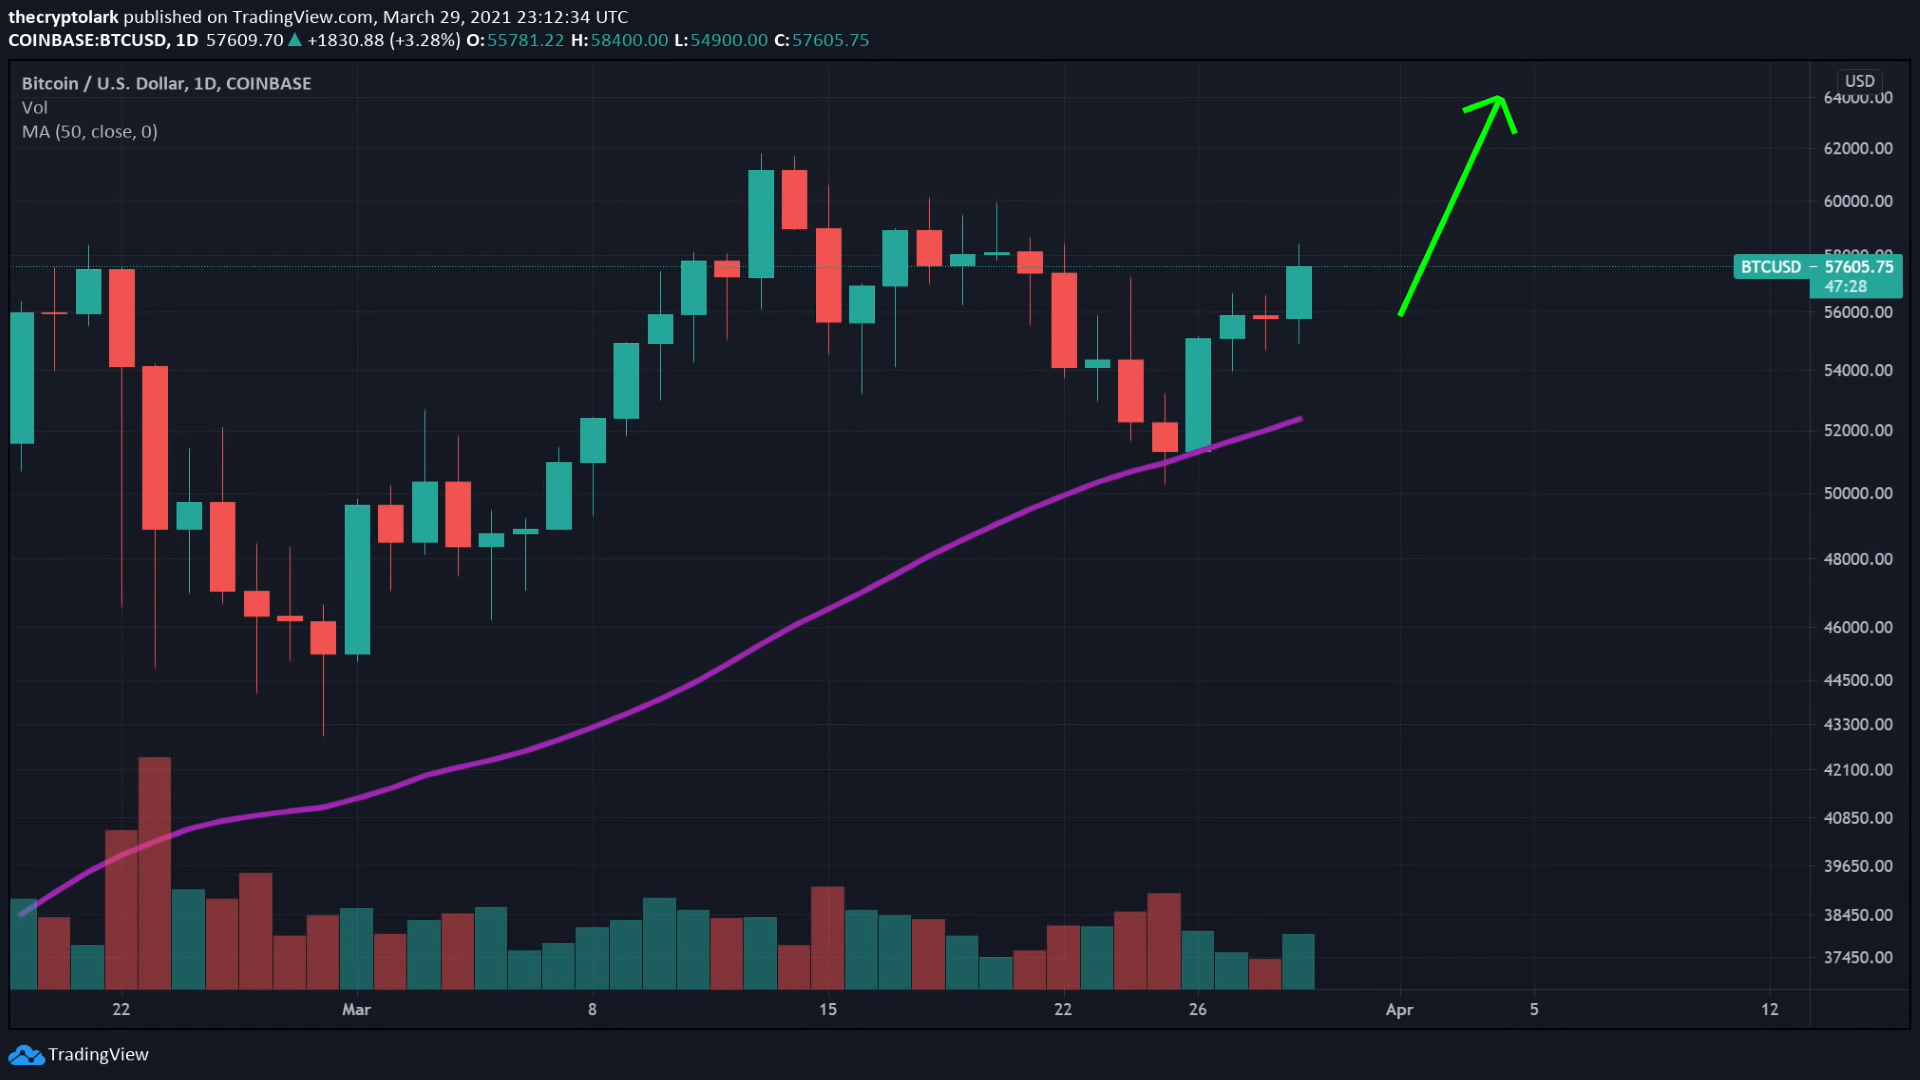 thecryptolark published on TradingView.com, March 29, 2021 23:12:34 UTC
COINBASE:BTCUSD, 1D 57609.70 ▲ +1830.88 (+3.28%) O:55781.22 H:58400.00 L:54900.00 C:57605.75
Bitcoin / U.S. Dollar, 1D, COINBASE
Vol
MA (50, close, 0)
USD
64000.00
62000.00
60000.00
58000.00
BTCUSD – 57605.75
47:28
56000.00
54000.00
52000.00
50000.00
48000.00
46000.00
44500.00
43300.00
42100.00
40850.00
39650.00
38450.00
37450.00
22 Mar 8 15 22 26 Apr 5 12
TradingView